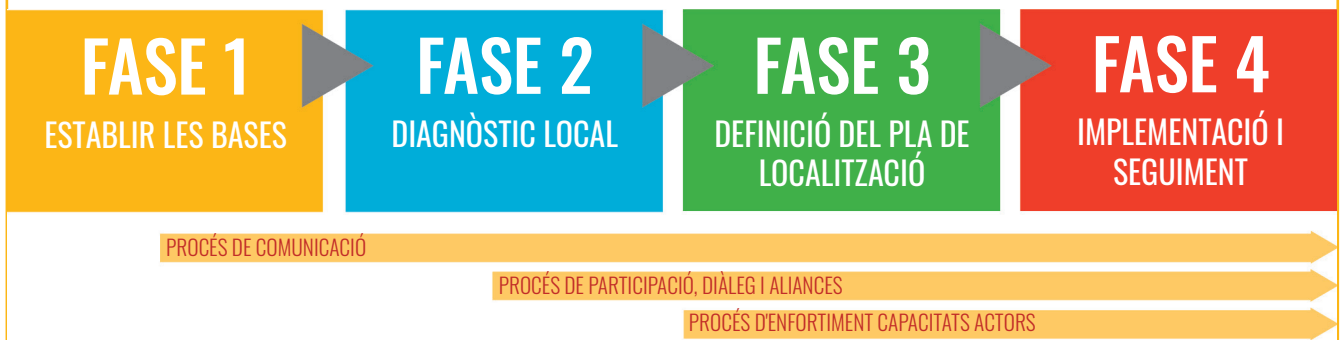 FASE 1
ESTABLIR LES BASES
FASE 2
DIAGNÒSTIC LOCAL
FASE 3
DEFINICIÓ DEL PLA DE
LOCALITZACIÓ
FASE 4
IMPLEMENTACIÓ I
SEGUIMENT
PROCÉS DE COMUNICACIÓ
PROCÉS DE PARTICIPACIÓ, DIÀLEG I ALIANCES
PROCÉS D'ENFORTIMENT CAPACITATS ACTORS